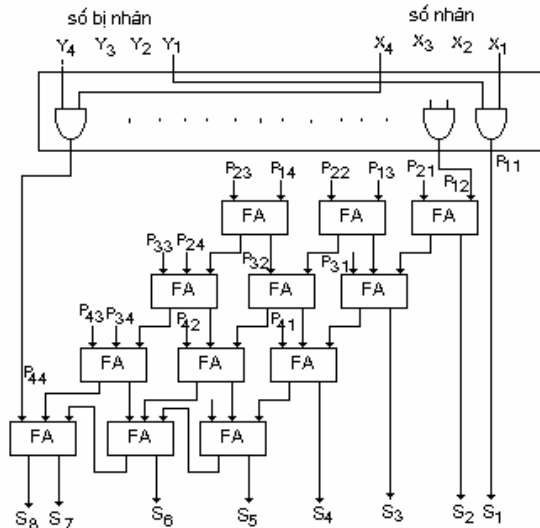 số bị nhân số nhân
Y4 Y3 Y2 Y1 X4 X3 X2 X1
P11
P23 P14 P22 P13 P21 P12
FA FA FA
P33 P24 P32 P31
FA FA FA
P43 P34 P42 P41
FA FA FA
P44
FA FA FA
S8 S7 S6 S5 S4 S3 S2 S1